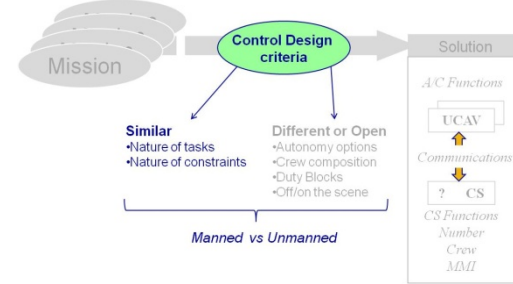 Mission
Control Design
criteria
Solution
Similar
•Nature of tasks
•Nature of constraints
Different or Open
•Autonomy options
•Crew composition
•Duty Blocks
•Off/on the scene
Manned vs Unmanned
A/C Functions
UCAV
Communications
? CS
CS Functions
Number
Crew
MMI